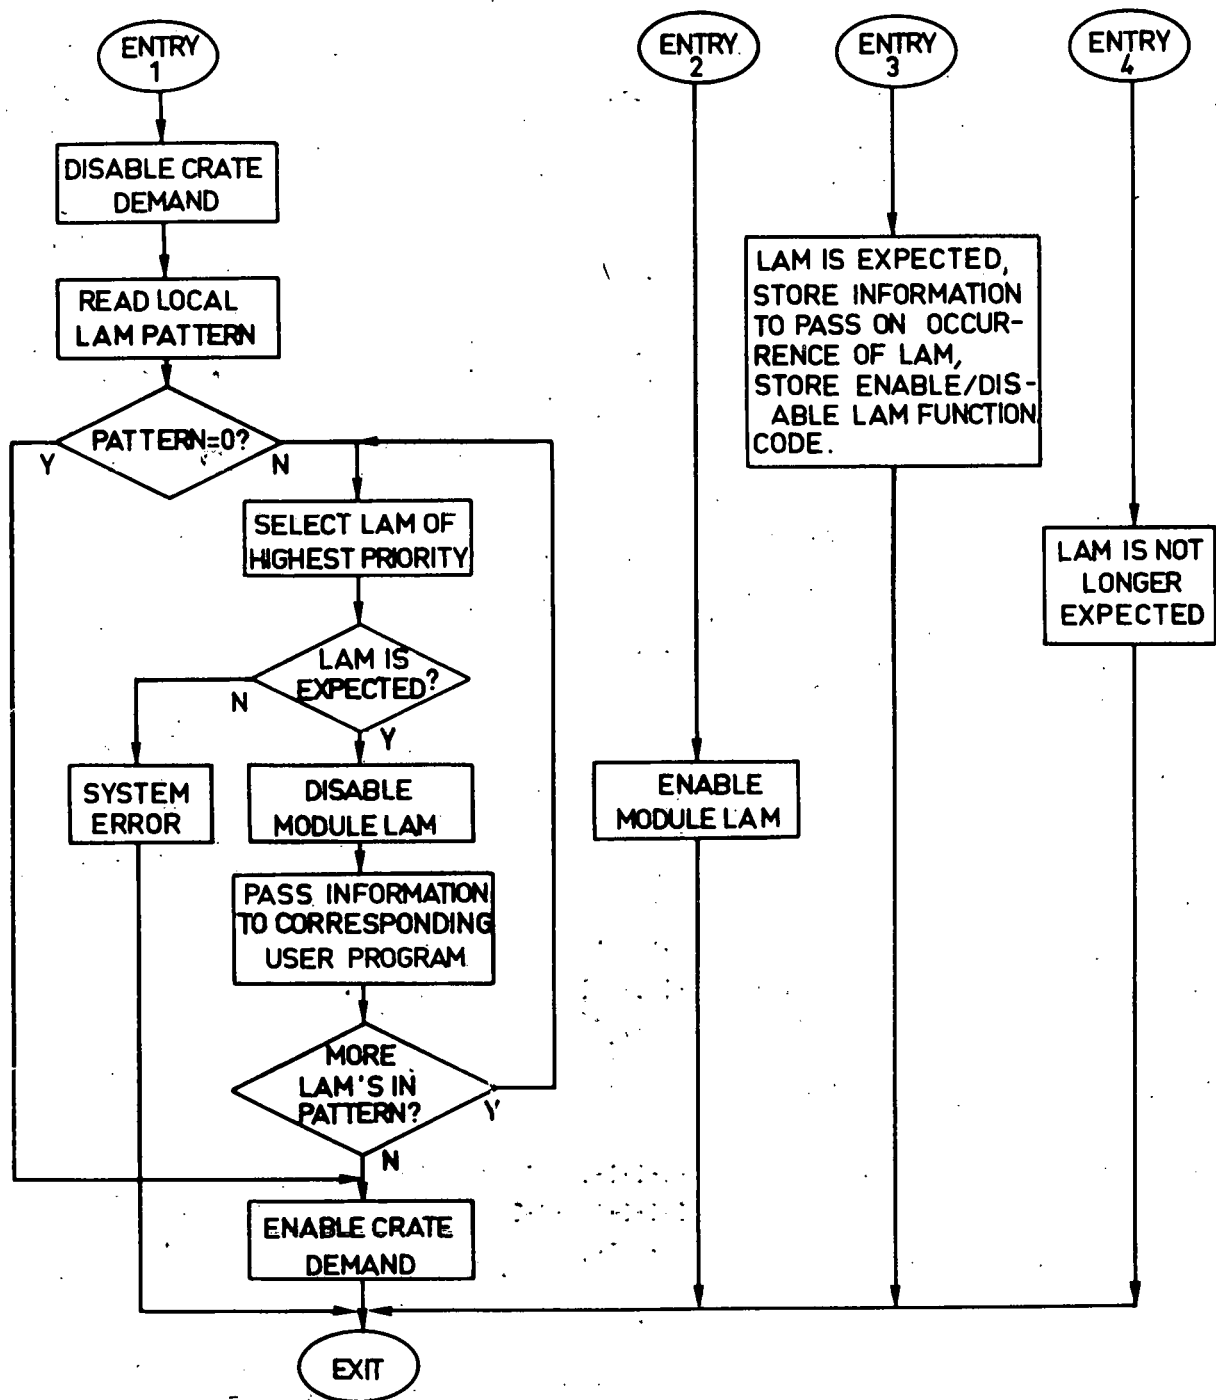 ENTRY
1
ENTRY
2
ENTRY
3
ENTRY
4
DISABLE CRATE
DEMAND
READ LOCAL
LAM PATTERN
PATTERN=0?
Y
N
SELECT LAM OF
HIGHEST PRIORITY
LAM IS
EXPECTED?
N
Y
SYSTEM
ERROR
DISABLE
MODULE LAM
PASS INFORMATION
TO CORRESPONDING
USER PROGRAM
MORE
LAM'S IN
PATTERN?
Y
N
ENABLE CRATE
DEMAND
EXIT
ENABLE
MODULE LAM
LAM IS EXPECTED,
STORE INFORMATION
TO PASS ON OCCUR-
RENCE OF LAM,
STORE ENABLE/DIS-
ABLE LAM FUNCTION
CODE.
LAM IS NOT
LONGER
EXPECTED